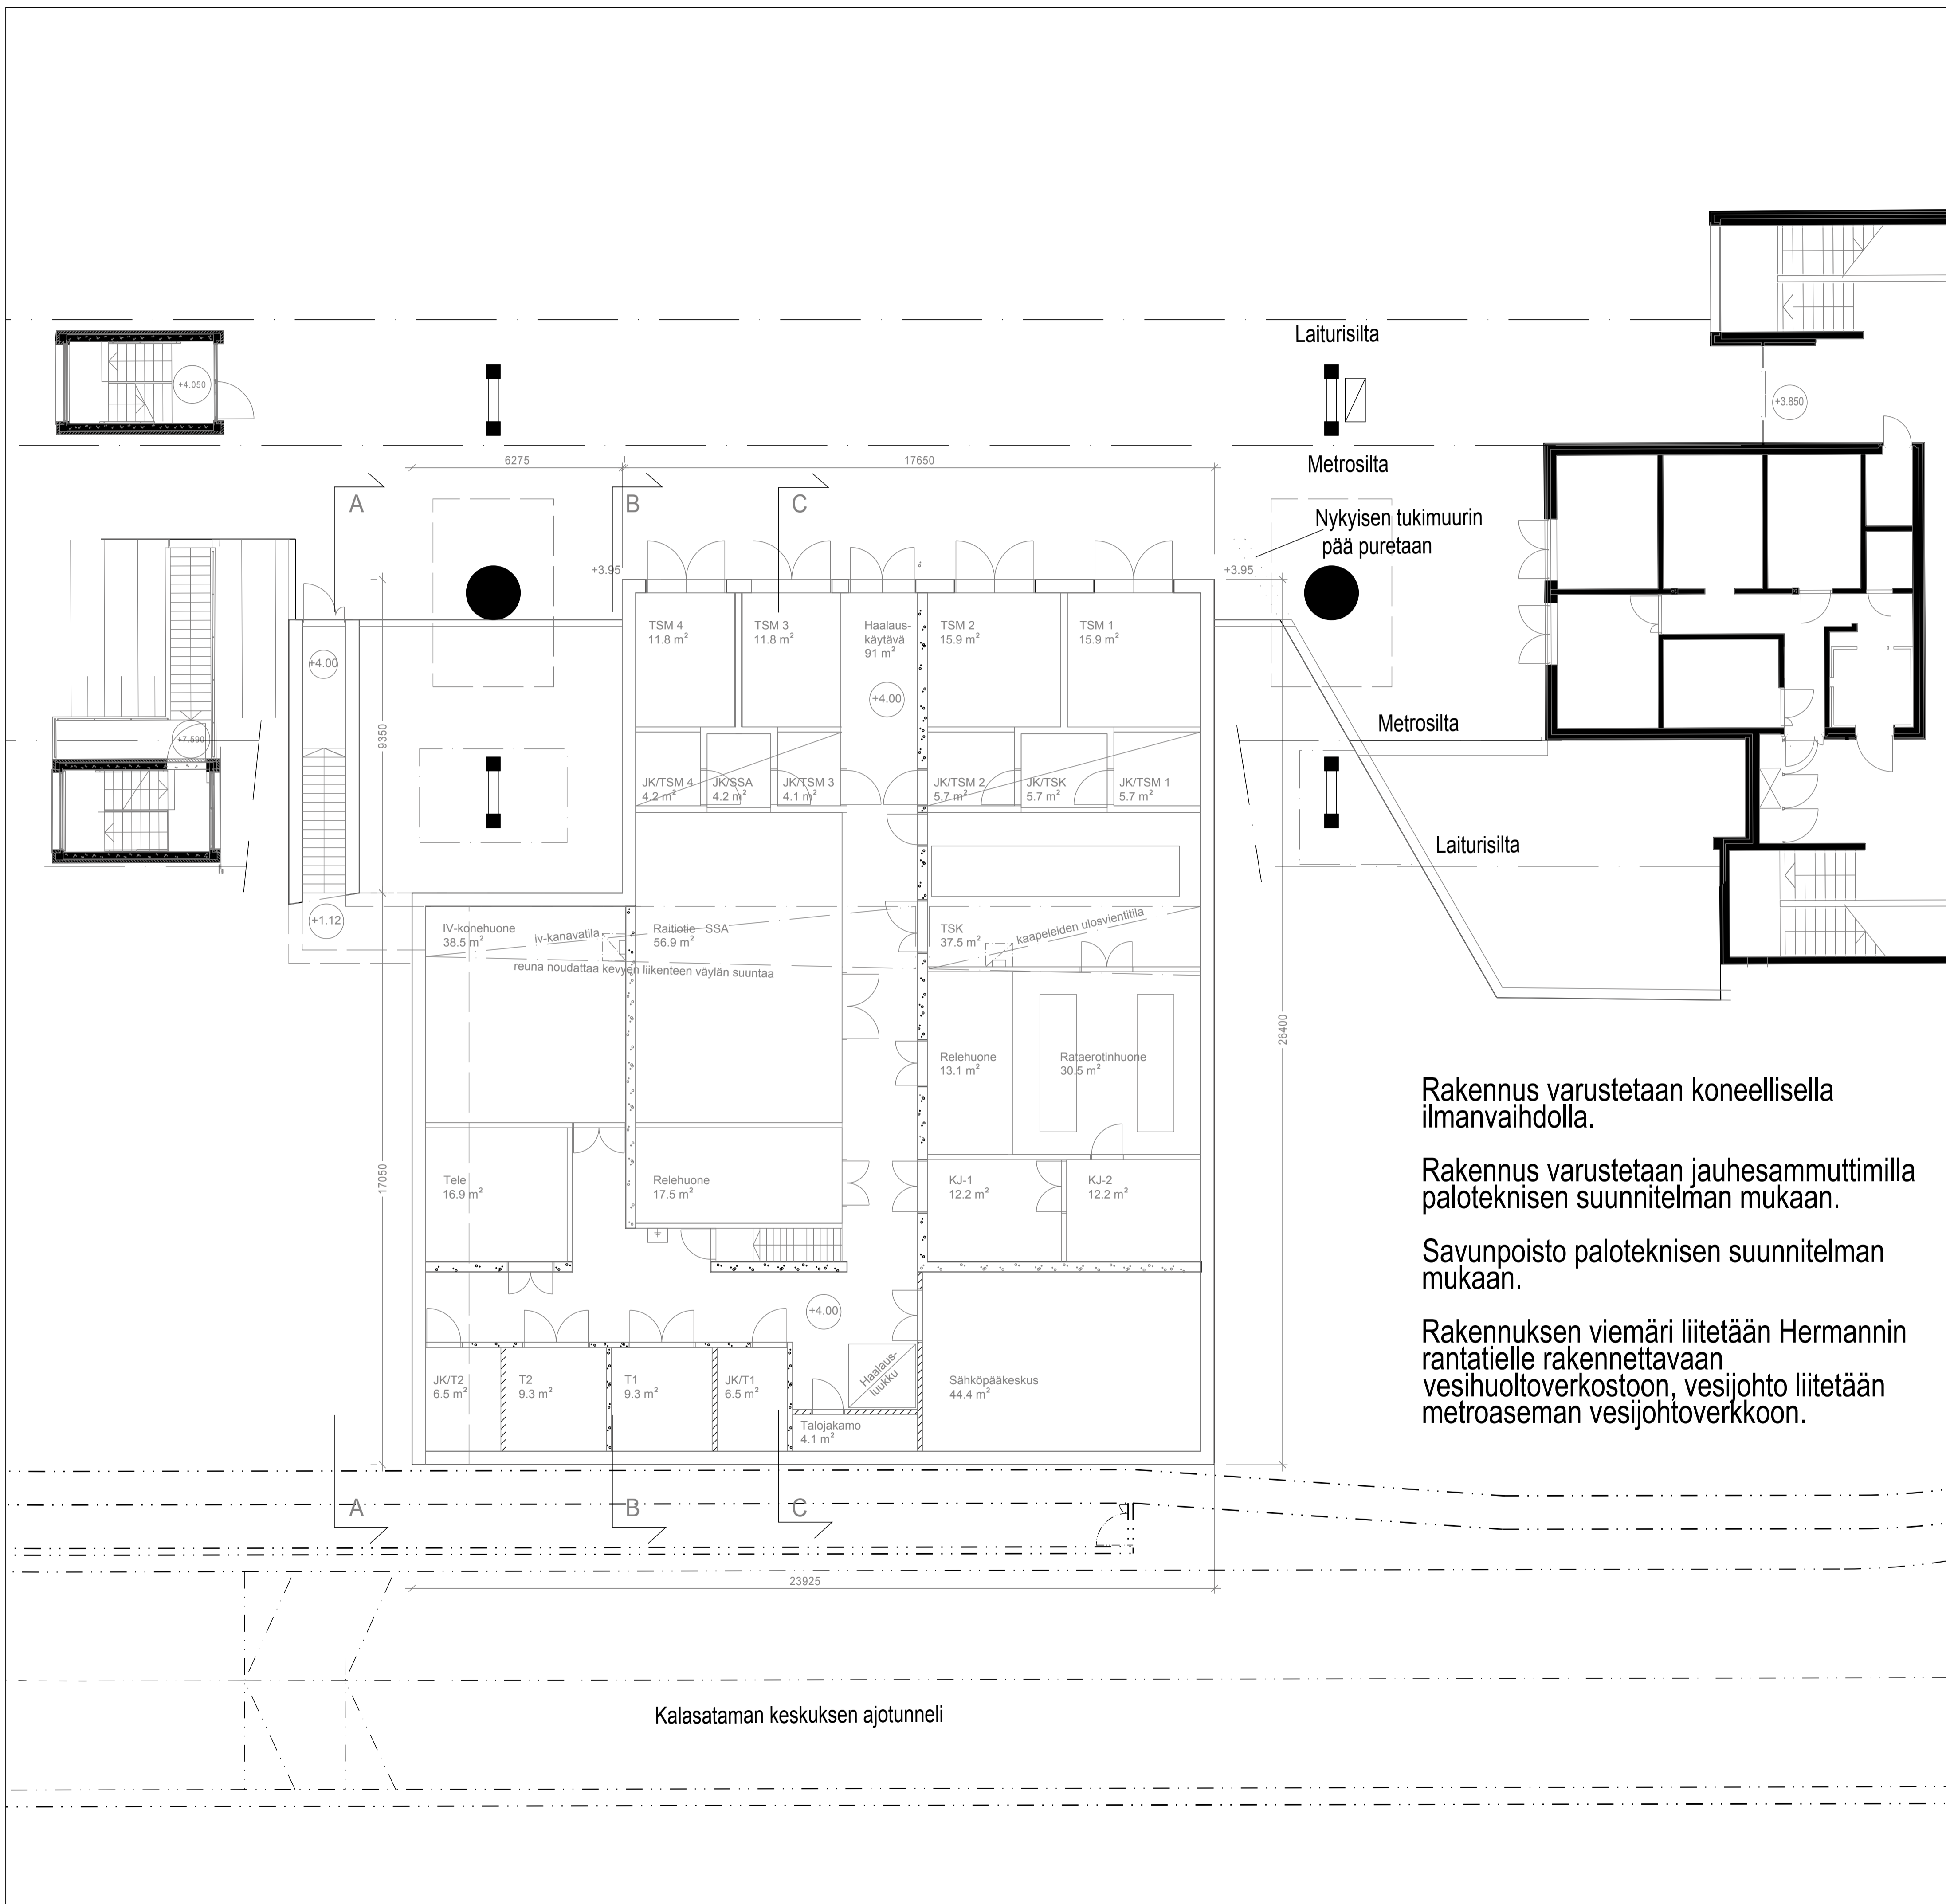 Laiturisilta
+4.050
+3.850
6275
17650
Metrosilta
A
B
C
Nykyisen tukimuurin
pää puretaan
+3.95
+3.95
TSM 4
11.8 m²
TSM 3
11.8 m²
Haalaus-
käytävä
91 m²
TSM 2
15.9 m²
TSM 1
15.9 m²
+4.00
+4.00
+7.590
9350
Metrosilta
JK/TSM 4
4.2 m²
JK/SSA
4.2 m²
JK/TSM 3
4.1 m²
JK/TSM 2
5.7 m²
JK/TSK
5.7 m²
JK/TSM 1
5.7 m²
Laiturisilta
+1.12
IV-konehuone
38.5 m²
iv-kanavatila
Raitiotie SSA
56.9 m²
TSK
37.5 m²
kaapeleiden ulosvientitila
reuna noudattaa kevyen liikenteen väylän suuntaa
26400
Relehuone
13.1 m²
Rataerotinhuone
30.5 m²
Rakennus varustetaan koneellisella
ilmanvaihdolla.
Rakennus varustetaan jauhesammuttimilla
paloteknisen suunnitelman mukaan.
Savunpoisto paloteknisen suunnitelman
mukaan.
Rakennuksen viemäri liitetään Hermannin
rantatielle rakennettavaan
vesihuoltoverkostoon, vesijohto liitetään
metroaseman vesijohtoverkkoon.
17050
Tele
16.9 m²
Relehuone
17.5 m²
KJ-1
12.2 m²
KJ-2
12.2 m²
+4.00
JK/T2
6.5 m²
T2
9.3 m²
T1
9.3 m²
JK/T1
6.5 m²
Haalaus-
luukku
Sähköpääkeskus
44.4 m²
Talojakamo
4.1 m²
A
B
C
23925
Kalasataman keskuksen ajotunneli